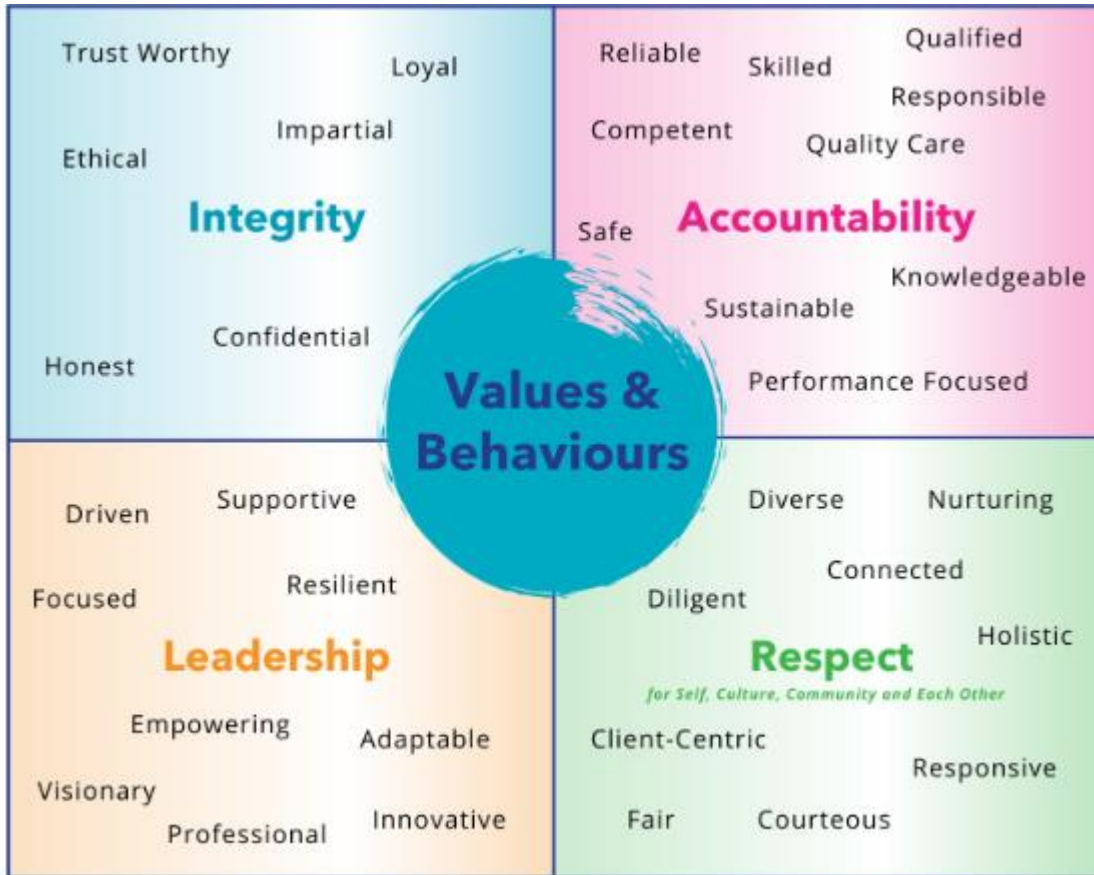 Trust Worthy
Loyal
Impartial
Ethical
Integrity
Confidential
Honest
Reliable
Skilled
Qualified
Responsible
Competent
Quality Care
Safe
Accountability
Knowledgeable
Sustainable
Performance Focused
Values &
Behaviours
Driven
Supportive
Resilient
Focused
Leadership
Empowering
Adaptable
Visionary
Professional
Innovative
Diverse
Nurturing
Connected
Diligent
Holistic
Respect
for Self, Culture, Community and Each Other
Client-Centric
Responsive
Fair
Courteous